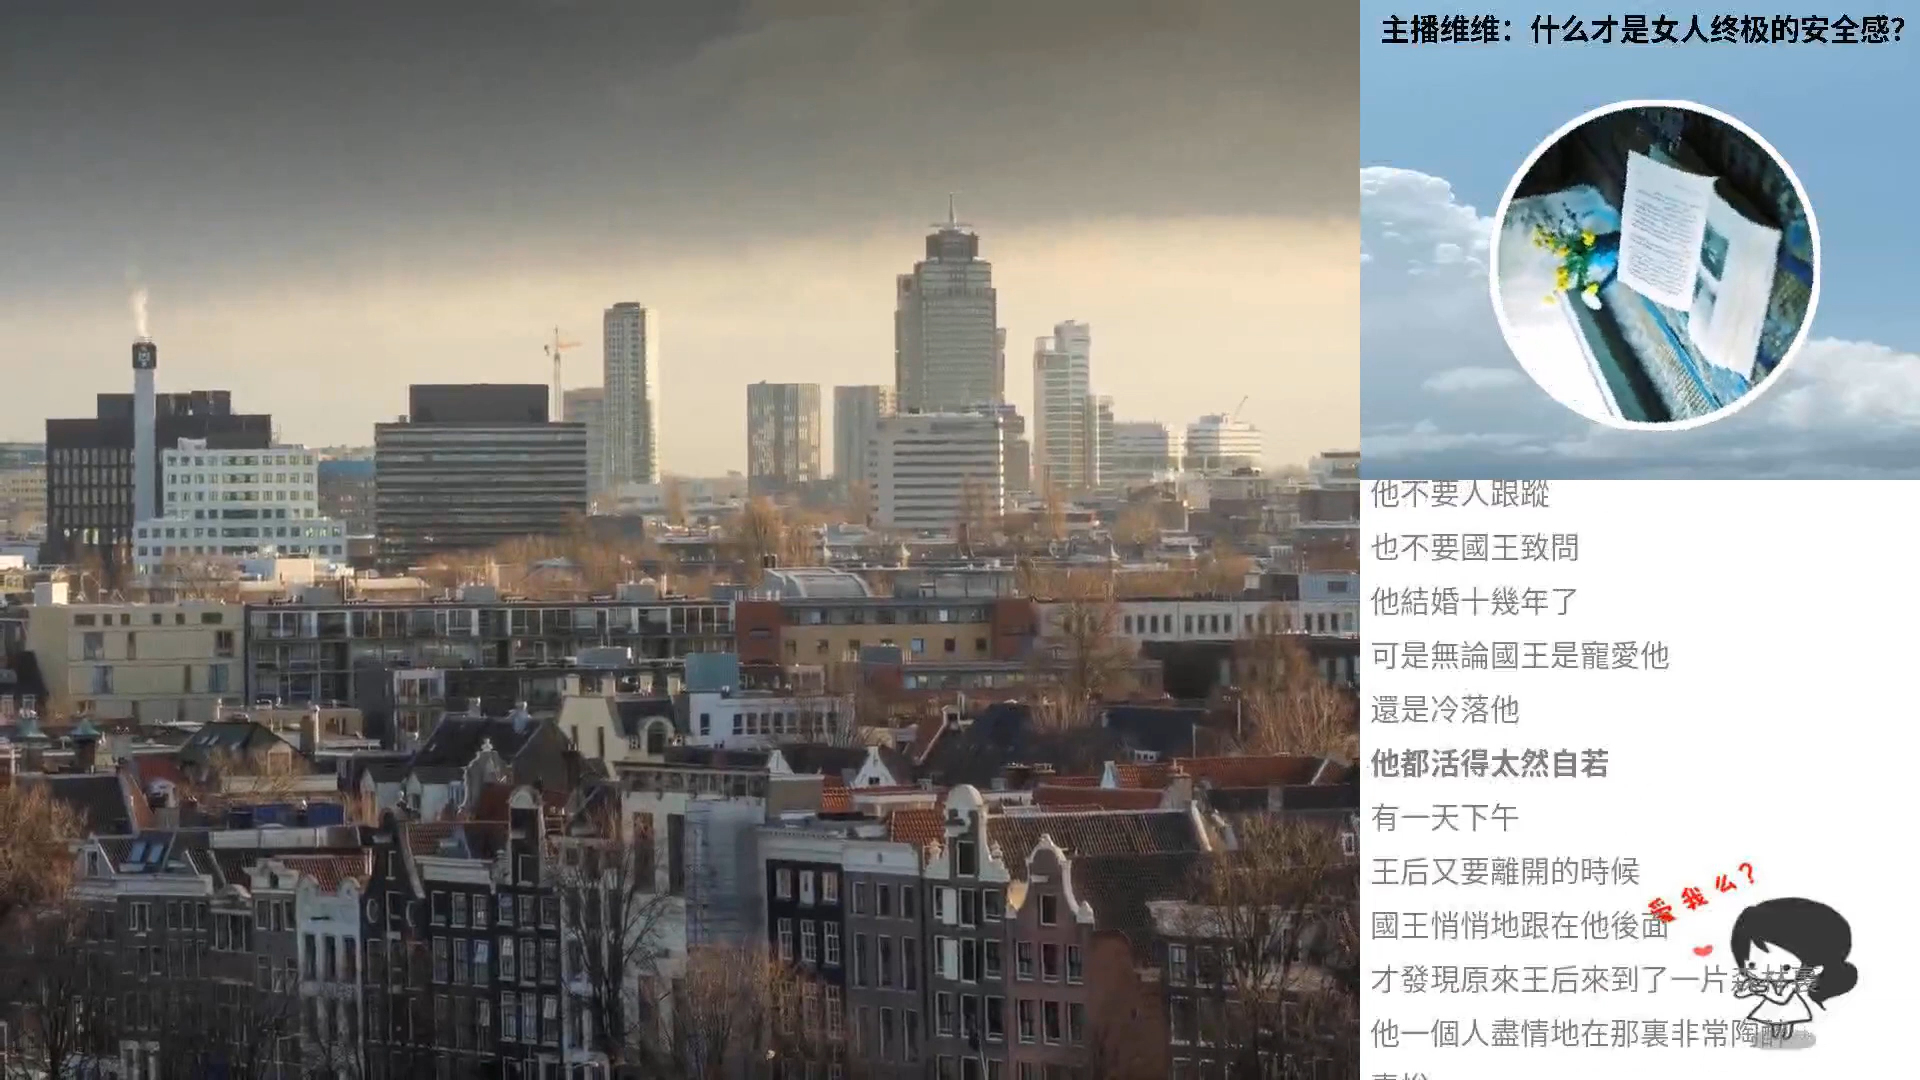 主播维维：什么才是女人终极的安全感？
他不要人跟蹤
也不要國王致問
他結婚十幾年了
可是無論國王是寵愛他
還是冷落他
他都活得太然自若
有一天下午
王后又要離開的時候
爱我么？
國王悄悄地跟在他後面
才發現原來王后來到了一片森林裏
他一個人盡情地在那裏非常陶醉